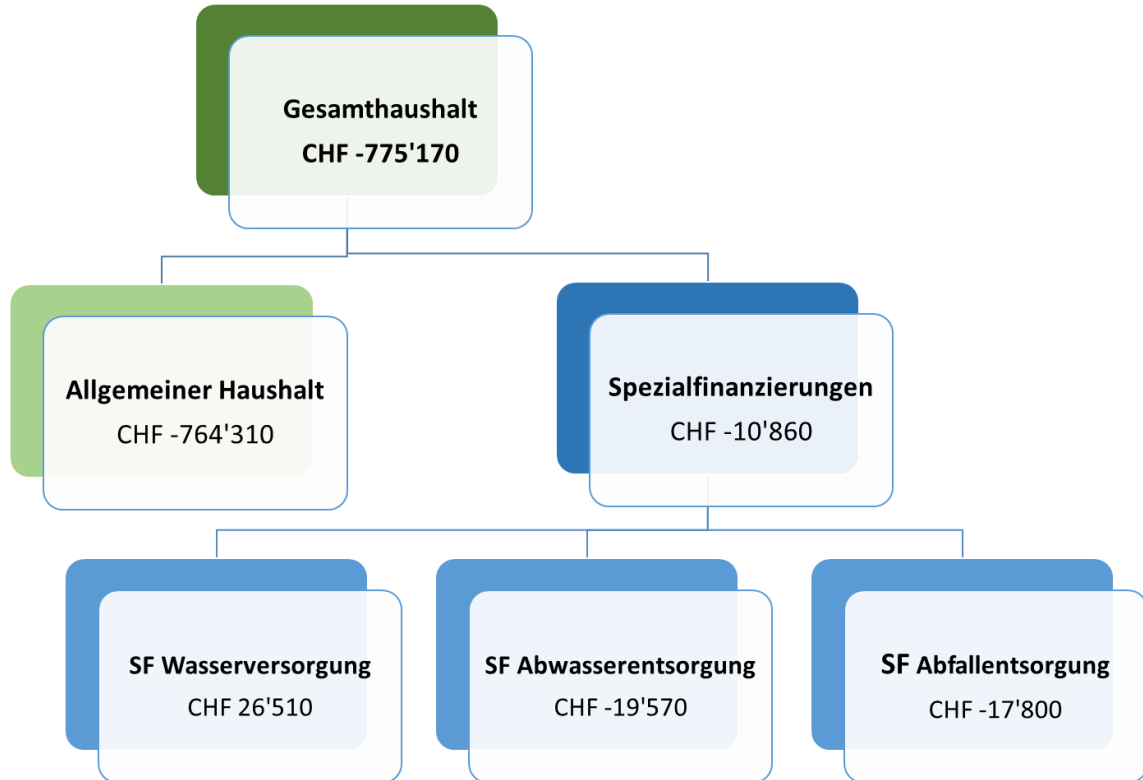 Gesamthaushalt
CHF -775'170
Allgemeiner Haushalt
CHF -764'310
Spezialfinanzierungen
CHF -10'860
SF Wasserversorgung
CHF 26'510
SF Abwasserentsorgung
CHF -19'570
SF Abfallentsorgung
CHF -17'800